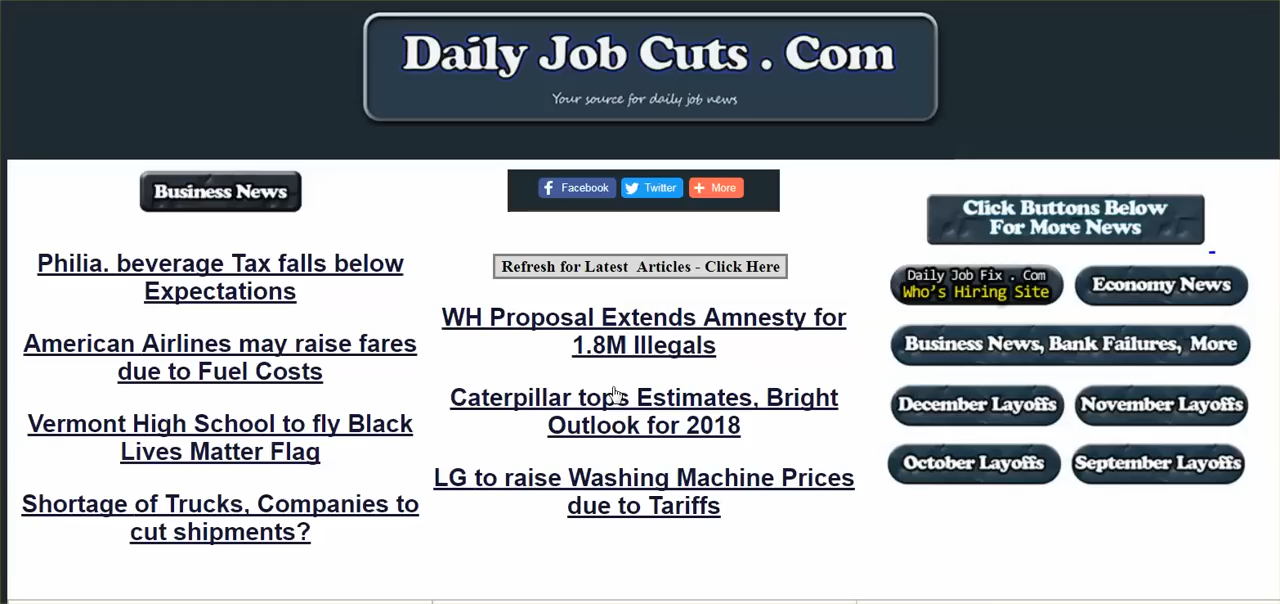 Daily Job Cuts . Com
Your source for daily job news
Business News
Philia. beverage Tax falls below
Expectations
American Airlines may raise fares
due to Fuel Costs
Vermont High School to fly Black
Lives Matter Flag
Shortage of Trucks, Companies to
cut shipments?
Facebook
Twitter
More
Refresh for Latest Articles - Click Here
WH Proposal Extends Amnesty for
1.8M Illegals
Caterpillar tops Estimates, Bright
Outlook for 2018
LG to raise Washing Machine Prices
due to Tariffs
Click Buttons Below
For More News
Daily Job Fix . Com
Who's Hiring Site
Economy News
Business News, Bank Failures, More
December Layoffs
November Layoffs
October Layoffs
September Layoffs